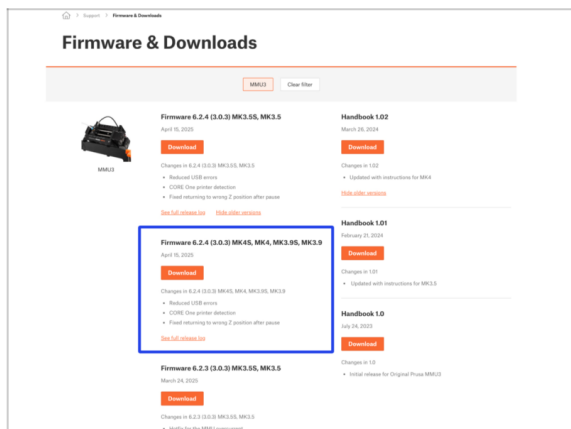 Support > Firmware & Downloads
Firmware & Downloads
MMU3
Clear filter
MMU3
Firmware 6.2.4 (3.0.3) MK3.5S, MK3.5
April 15, 2025
Download
Changes in 6.2.4 (3.0.3) MK3.5S, MK3.5
• Reduced USB errors
• CORE One printer detection
• Fixed returning to wrong Z position after pause
See full release log
Hide older versions
Firmware 6.2.4 (3.0.3) MK4S, MK4, MK3.9S, MK3.9
April 15, 2025
Download
Changes in 6.2.4 (3.0.3) MK4S, MK4, MK3.9S, MK3.9
• Reduced USB errors
• CORE One printer detection
• Fixed returning to wrong Z position after pause
See full release log
Firmware 6.2.3 (3.0.3) MK3.5S, MK3.5
March 24, 2025
Download
Changes in 6.2.3 (3.0.3) MK3.5S, MK3.5
Handbook 1.02
March 26, 2024
Download
Changes in 1.02
• Updated with instructions for MK4
Hide older versions
Handbook 1.01
February 21, 2024
Download
Changes in 1.01
• Updated with instructions for MK3.5
Handbook 1.0
July 24, 2023
Download
Changes in 1.0
• Initial release for Original Prusa MMU3